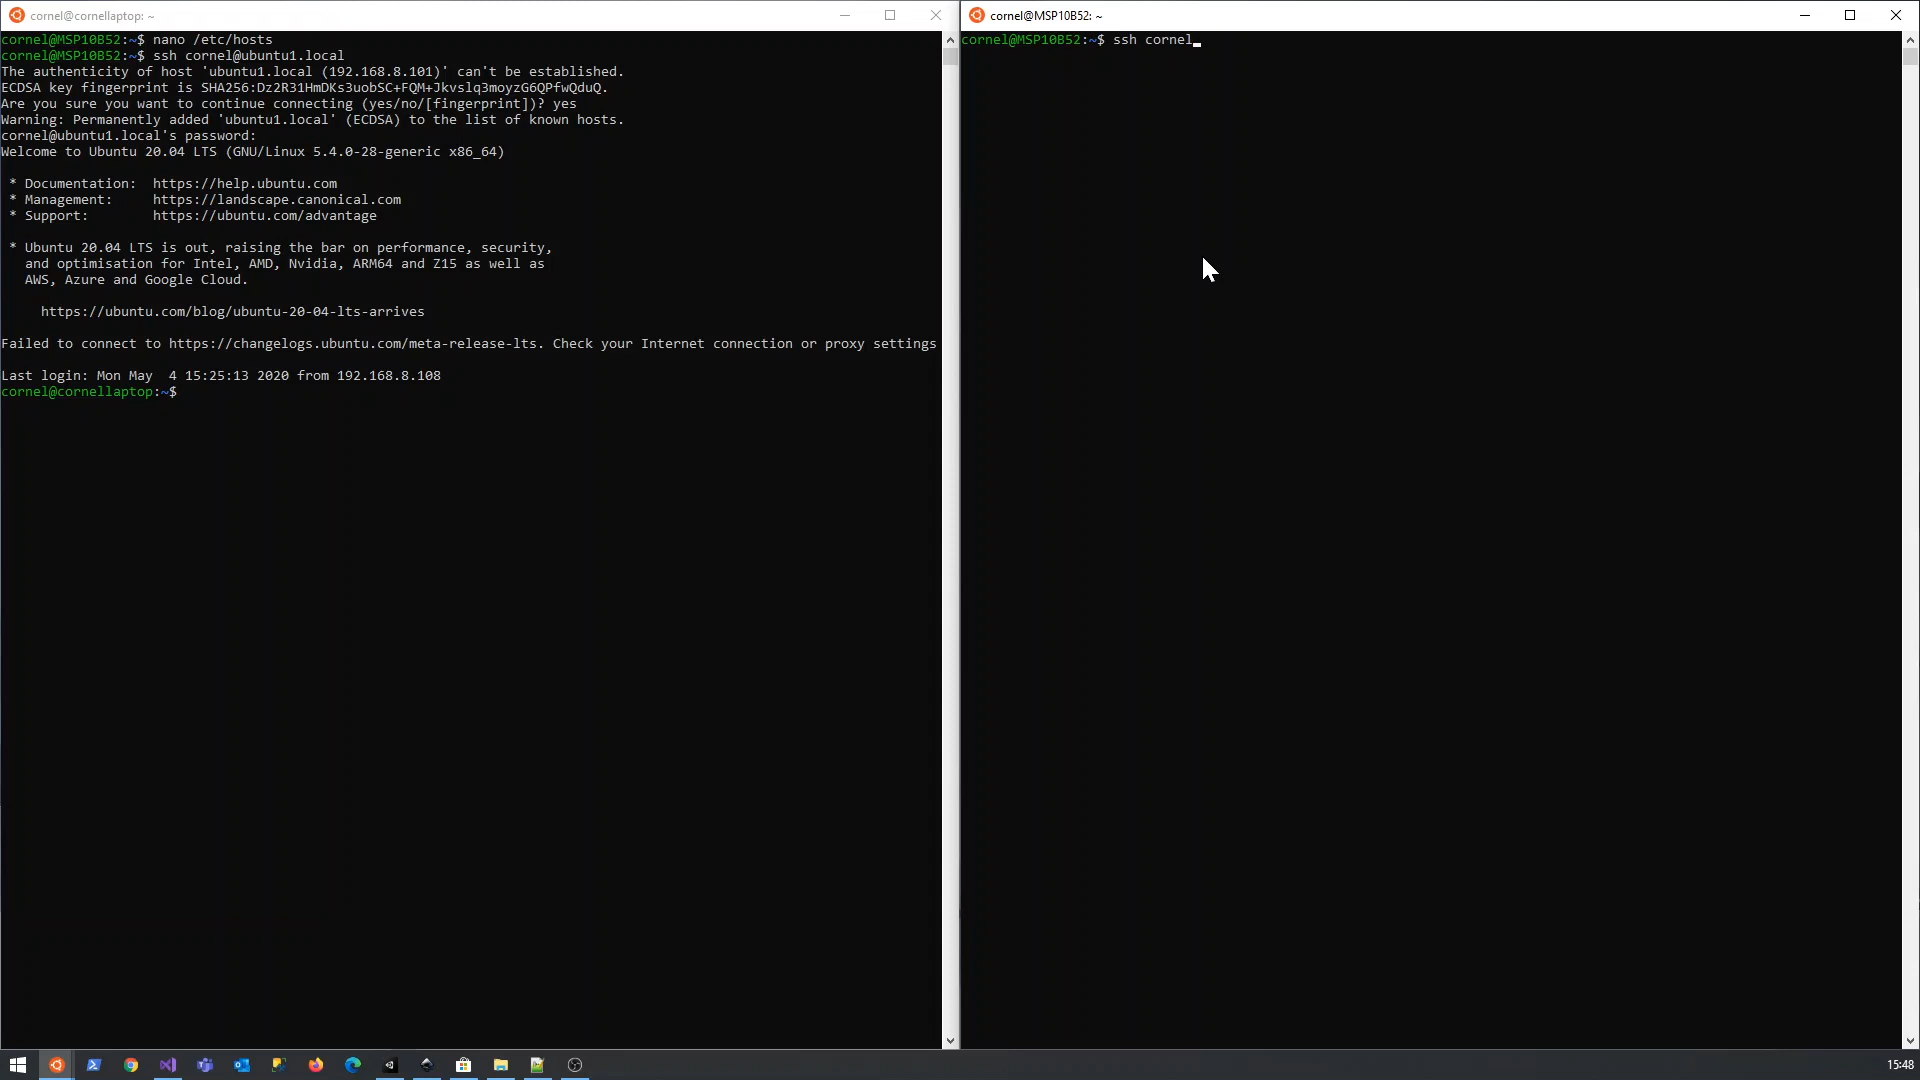 cornel@cornellaptop: ~
cornel@MSP10B52:~$ nano /etc/hosts
cornel@MSP10B52:~$ ssh cornel@ubuntu1.local
The authenticity of host 'ubuntu1.local (192.168.8.101)' can't be established.
ECDSA key fingerprint is SHA256:Dz2R31HmDKs3uobSC+FQM+Jkvslq3moyzG6QPfwQduQ.
Are you sure you want to continue connecting (yes/no/[fingerprint])? yes
Warning: Permanently added 'ubuntu1.local' (ECDSA) to the list of known hosts.
cornel@ubuntu1.local's password:
Welcome to Ubuntu 20.04 LTS (GNU/Linux 5.4.0-28-generic x86_64)
* Documentation:  https://help.ubuntu.com
* Management:     https://landscape.canonical.com
* Support:        https://ubuntu.com/advantage
* Ubuntu 20.04 LTS is out, raising the bar on performance, security,
and optimisation for Intel, AMD, Nvidia, ARM64 and Z15 as well as
AWS, Azure and Google Cloud.
https://ubuntu.com/blog/ubuntu-20-04-lts-arrives
Failed to connect to https://changelogs.ubuntu.com/meta-release-lts. Check your Internet connection or proxy settings
Last login: Mon May  4 15:25:13 2020 from 192.168.8.108
cornel@cornellaptop:~$
cornel@MSP10B52: ~
cornel@MSP10B52:~$ ssh cornel
15:48